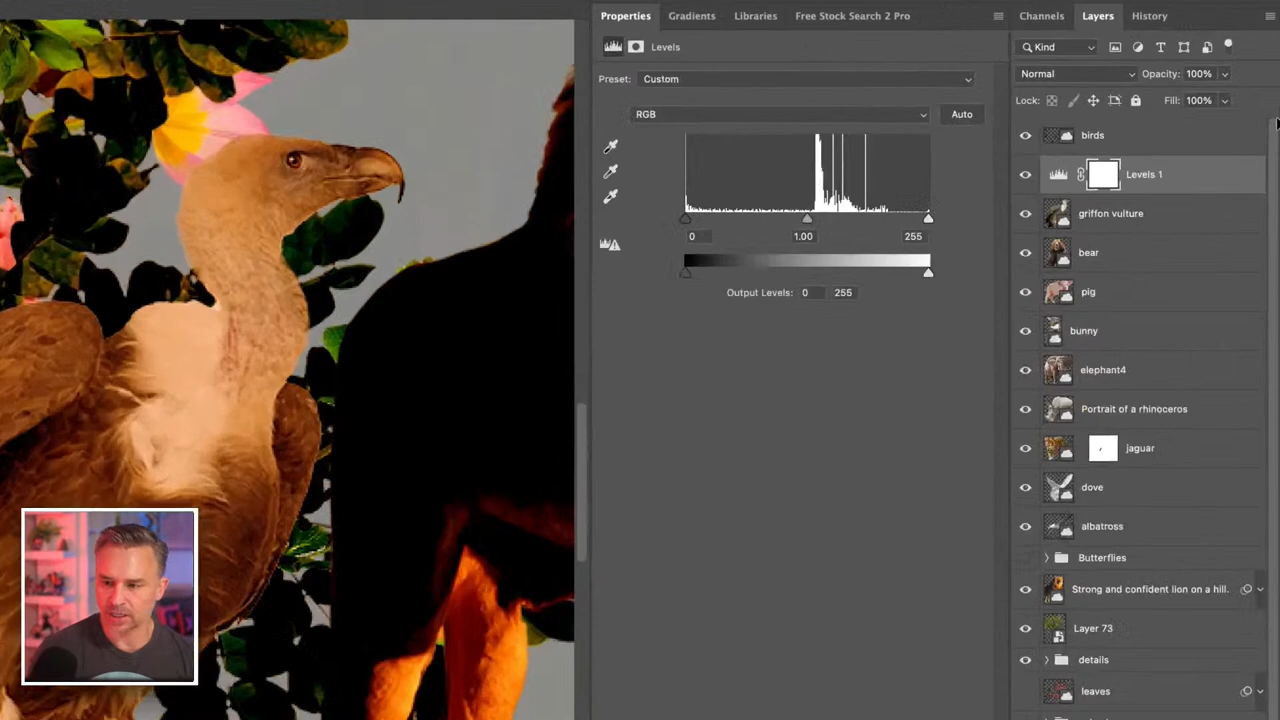 Properties Gradients Libraries Free Stock Search 2 Pro
Levels
Preset: Custom
RGB Auto
0 1.00 255
Output Levels: 0 255
Channels Layers History
Kind
Normal Opacity: 100%
Lock: Fill: 100%
birds
Levels 1
griffon vulture
bear
pig
bunny
elephant4
Portrait of a rhinoceros
jaguar
dove
albatross
Butterflies
Strong and confident lion on a hill.
Layer 73
details
leaves